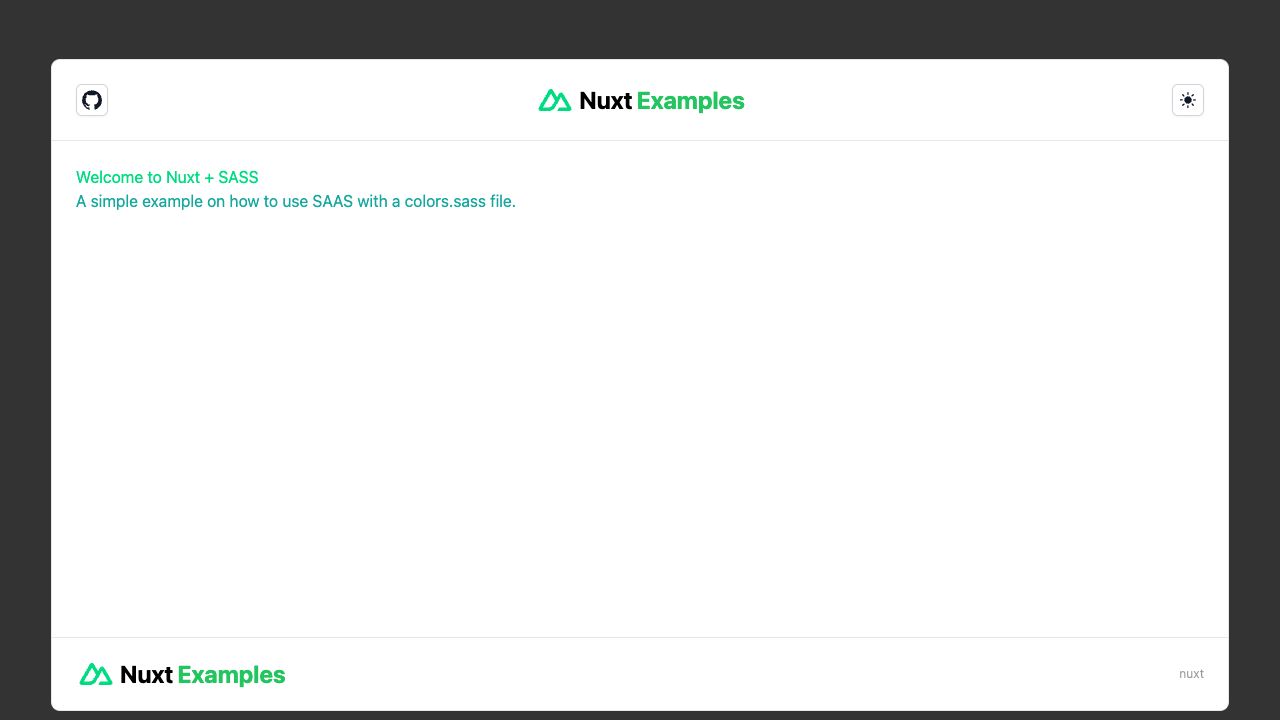 Nuxt Examples
Welcome to Nuxt + SASS
A simple example on how to use SAAS with a colors.sass file.
Nuxt Examples
nuxt